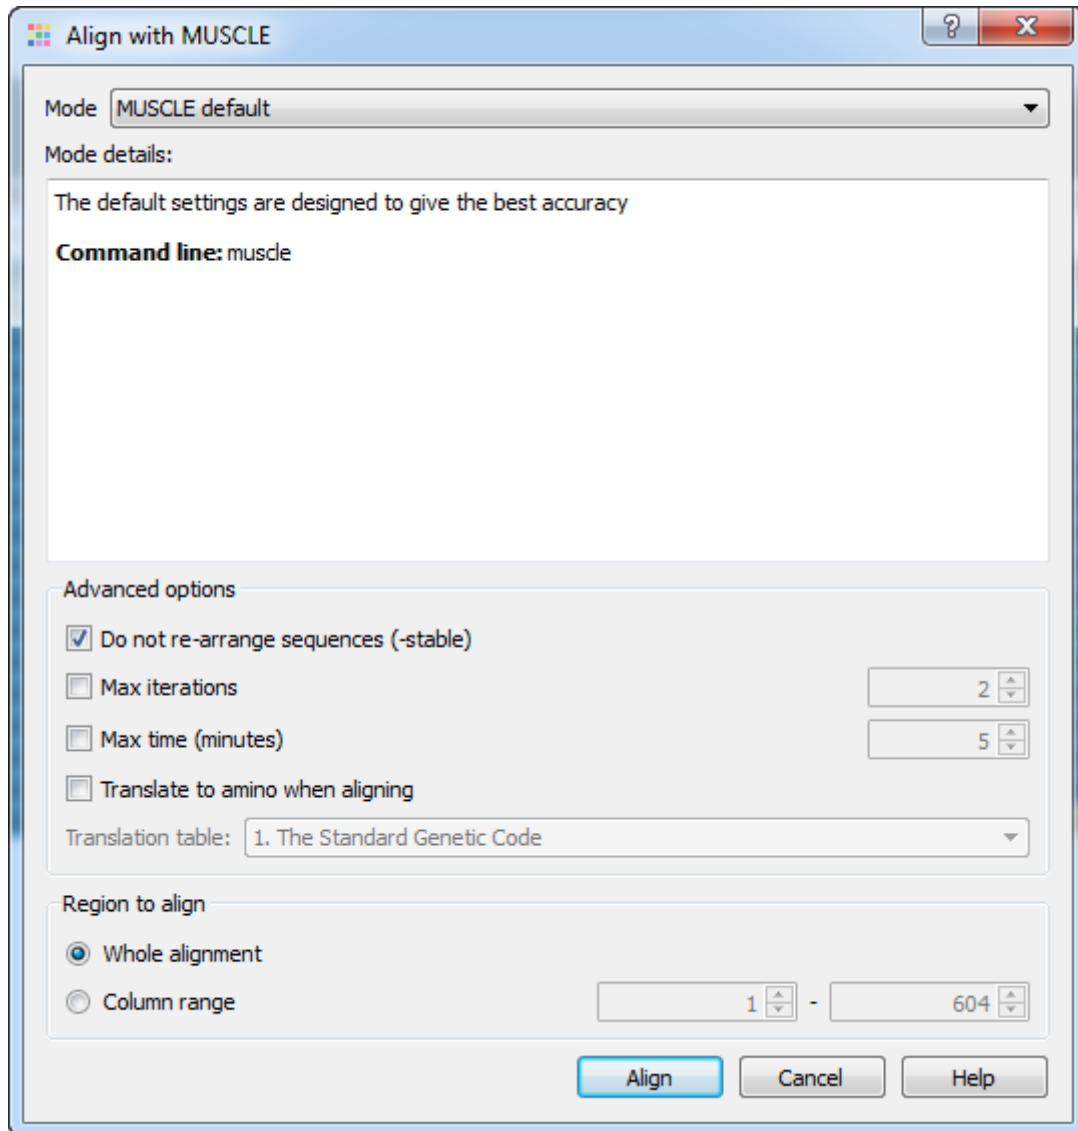 Align with MUSCLE
?
Mode MUSCLE default
Mode details:
The default settings are designed to give the best accuracy
Command line: muscle
Advanced options
Do not re-arrange sequences (-stable)
Max iterations 2
Max time (minutes) 5
Translate to amino when aligning
Translation table: 1. The Standard Genetic Code
Region to align
Whole alignment
Column range 1 - 604
Align Cancel Help